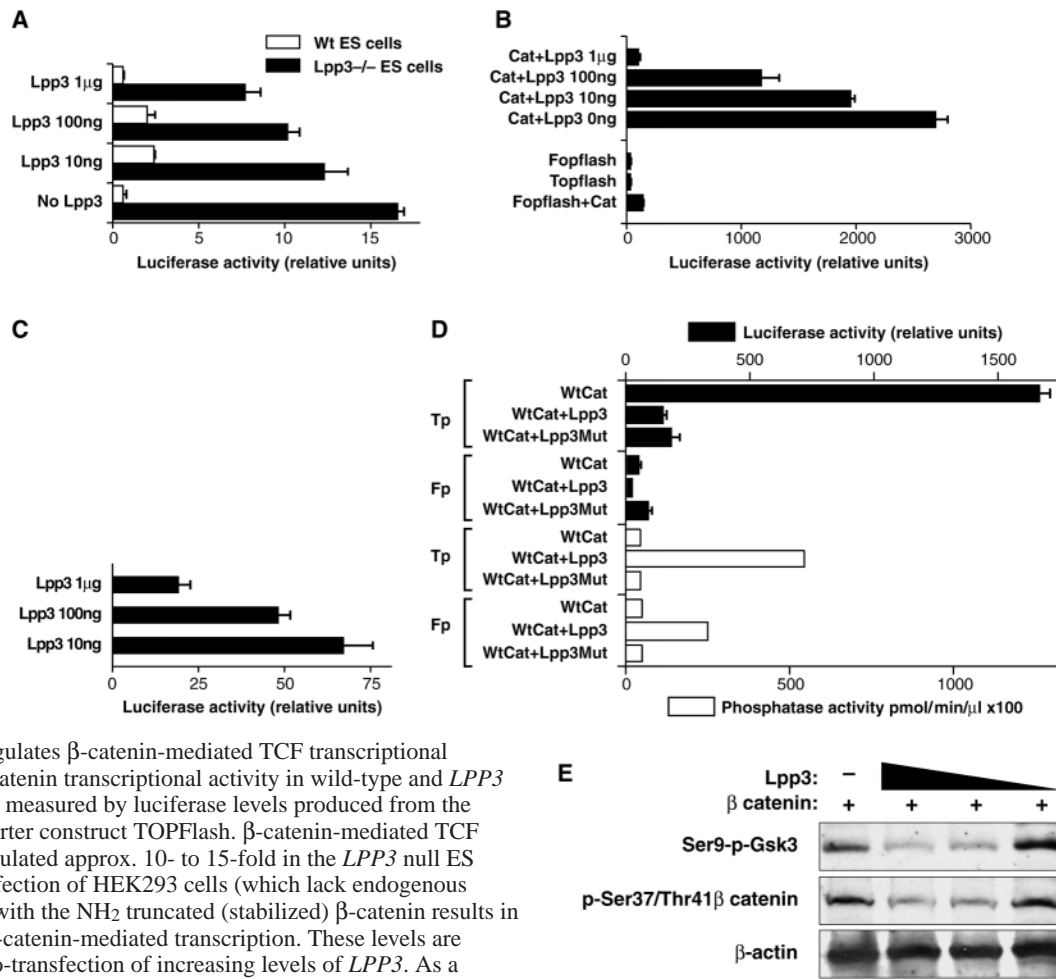 A
Wt ES cells
Lpp3–/– ES cells
Lpp3 1μg
Lpp3 100ng
Lpp3 10ng
No Lpp3
0 5 10 15
Luciferase activity (relative units)
B
Cat+Lpp3 1μg
Cat+Lpp3 100ng
Cat+Lpp3 10ng
Cat+Lpp3 0ng
Fopflash
Topflash
Fopflash+Cat
0 1000 2000 3000
Luciferase activity (relative units)
C
Lpp3 1μg
Lpp3 100ng
Lpp3 10ng
0 25 50 75
Luciferase activity (relative units)
D
Luciferase activity (relative units)
0 500 1000 1500
Tp
WtCat
WtCat+Lpp3
WtCat+Lpp3Mut
Fp
WtCat
WtCat+Lpp3
WtCat+Lpp3Mut
Tp
WtCat
WtCat+Lpp3
WtCat+Lpp3Mut
Fp
WtCat
WtCat+Lpp3
WtCat+Lpp3Mut
0 500 1000
Phosphatase activity pmol/min/μl x100
gulates β-catenin-mediated TCF transcriptional
catenin transcriptional activity in wild-type and LPP3
measured by luciferase levels produced from the
rter construct TOPFlash. β-catenin-mediated TCF
ulated approx. 10- to 15-fold in the LPP3 null ES
fection of HEK293 cells (which lack endogenous
with the NH2 truncated (stabilized) β-catenin results in
-catenin-mediated transcription. These levels are
o-transfection of increasing levels of LPP3. As a
E
Lpp3: –
β catenin: + + + +
Ser9-p-Gsk3
p-Ser37/Thr41β catenin
β-actin